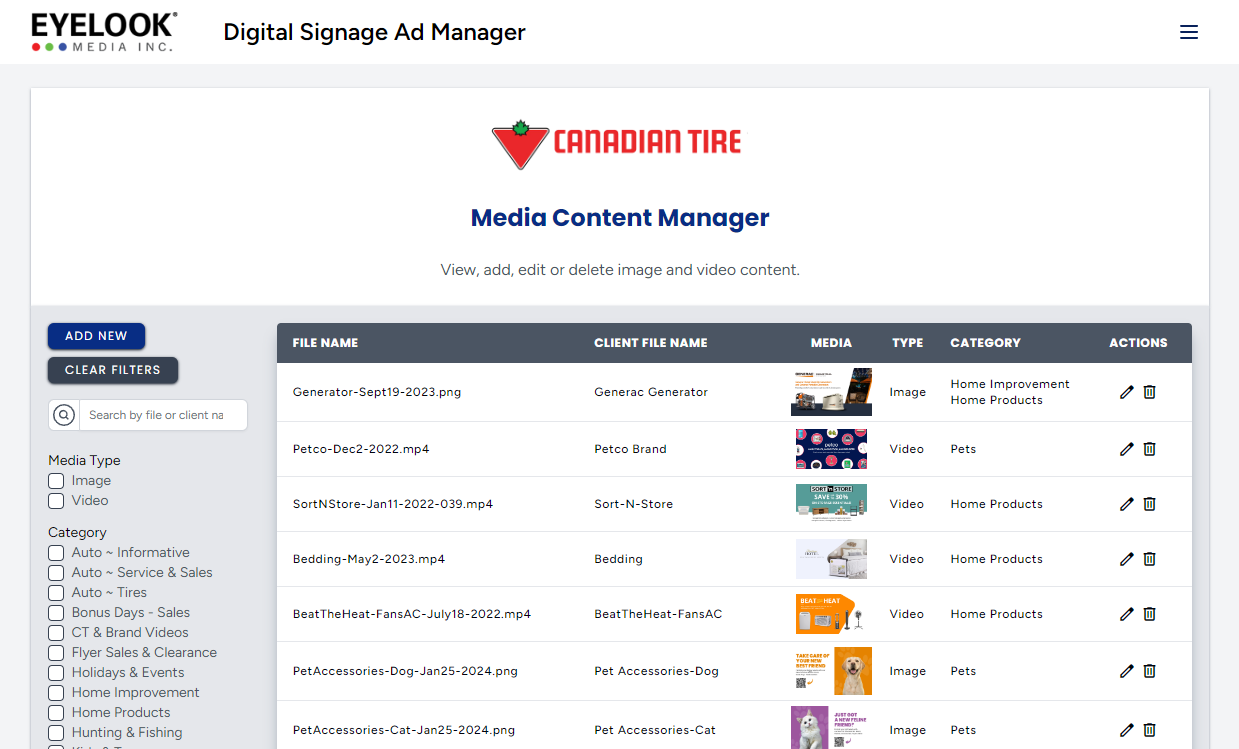 EYELOOK®
MEDIA INC.
Digital Signage Ad Manager
CANADIAN TIRE
Media Content Manager
View, add, edit or delete image and video content.
ADD NEW
CLEAR FILTERS
Search by file or client na
Media Type
Image
Video
Category
Auto ~ Informative
Auto ~ Service & Sales
Auto ~ Tires
Bonus Days - Sales
CT & Brand Videos
Flyer Sales & Clearance
Holidays & Events
Home Improvement
Home Products
Hunting & Fishing
FILE NAME CLIENT FILE NAME MEDIA TYPE CATEGORY ACTIONS
Generator-Sept19-2023.png Generac Generator Image Home Improvement
Home Products
Petco-Dec2-2022.mp4 Petco Brand petco Video Pets
SortNStore-Jan11-2022-039.mp4 Sort-N-Store SORT N STORE Video Home Products
SAVE 30%
Bedding-May2-2023.mp4 Bedding Video Home Products
BeatTheHeat-FansAC-July18-2022.mp4 BeatTheHeat-FansAC BEAT THE HEAT Video Home Products
PetAccessories-Dog-Jan25-2024.png Pet Accessories-Dog Image Pets
TAKE CARE OF
YOUR NEW
BEST FRIEND
PetAccessories-Cat-Jan25-2024.png Pet Accessories-Cat Image Pets
JUST GOT
A NEW FELINE
FRIEND?